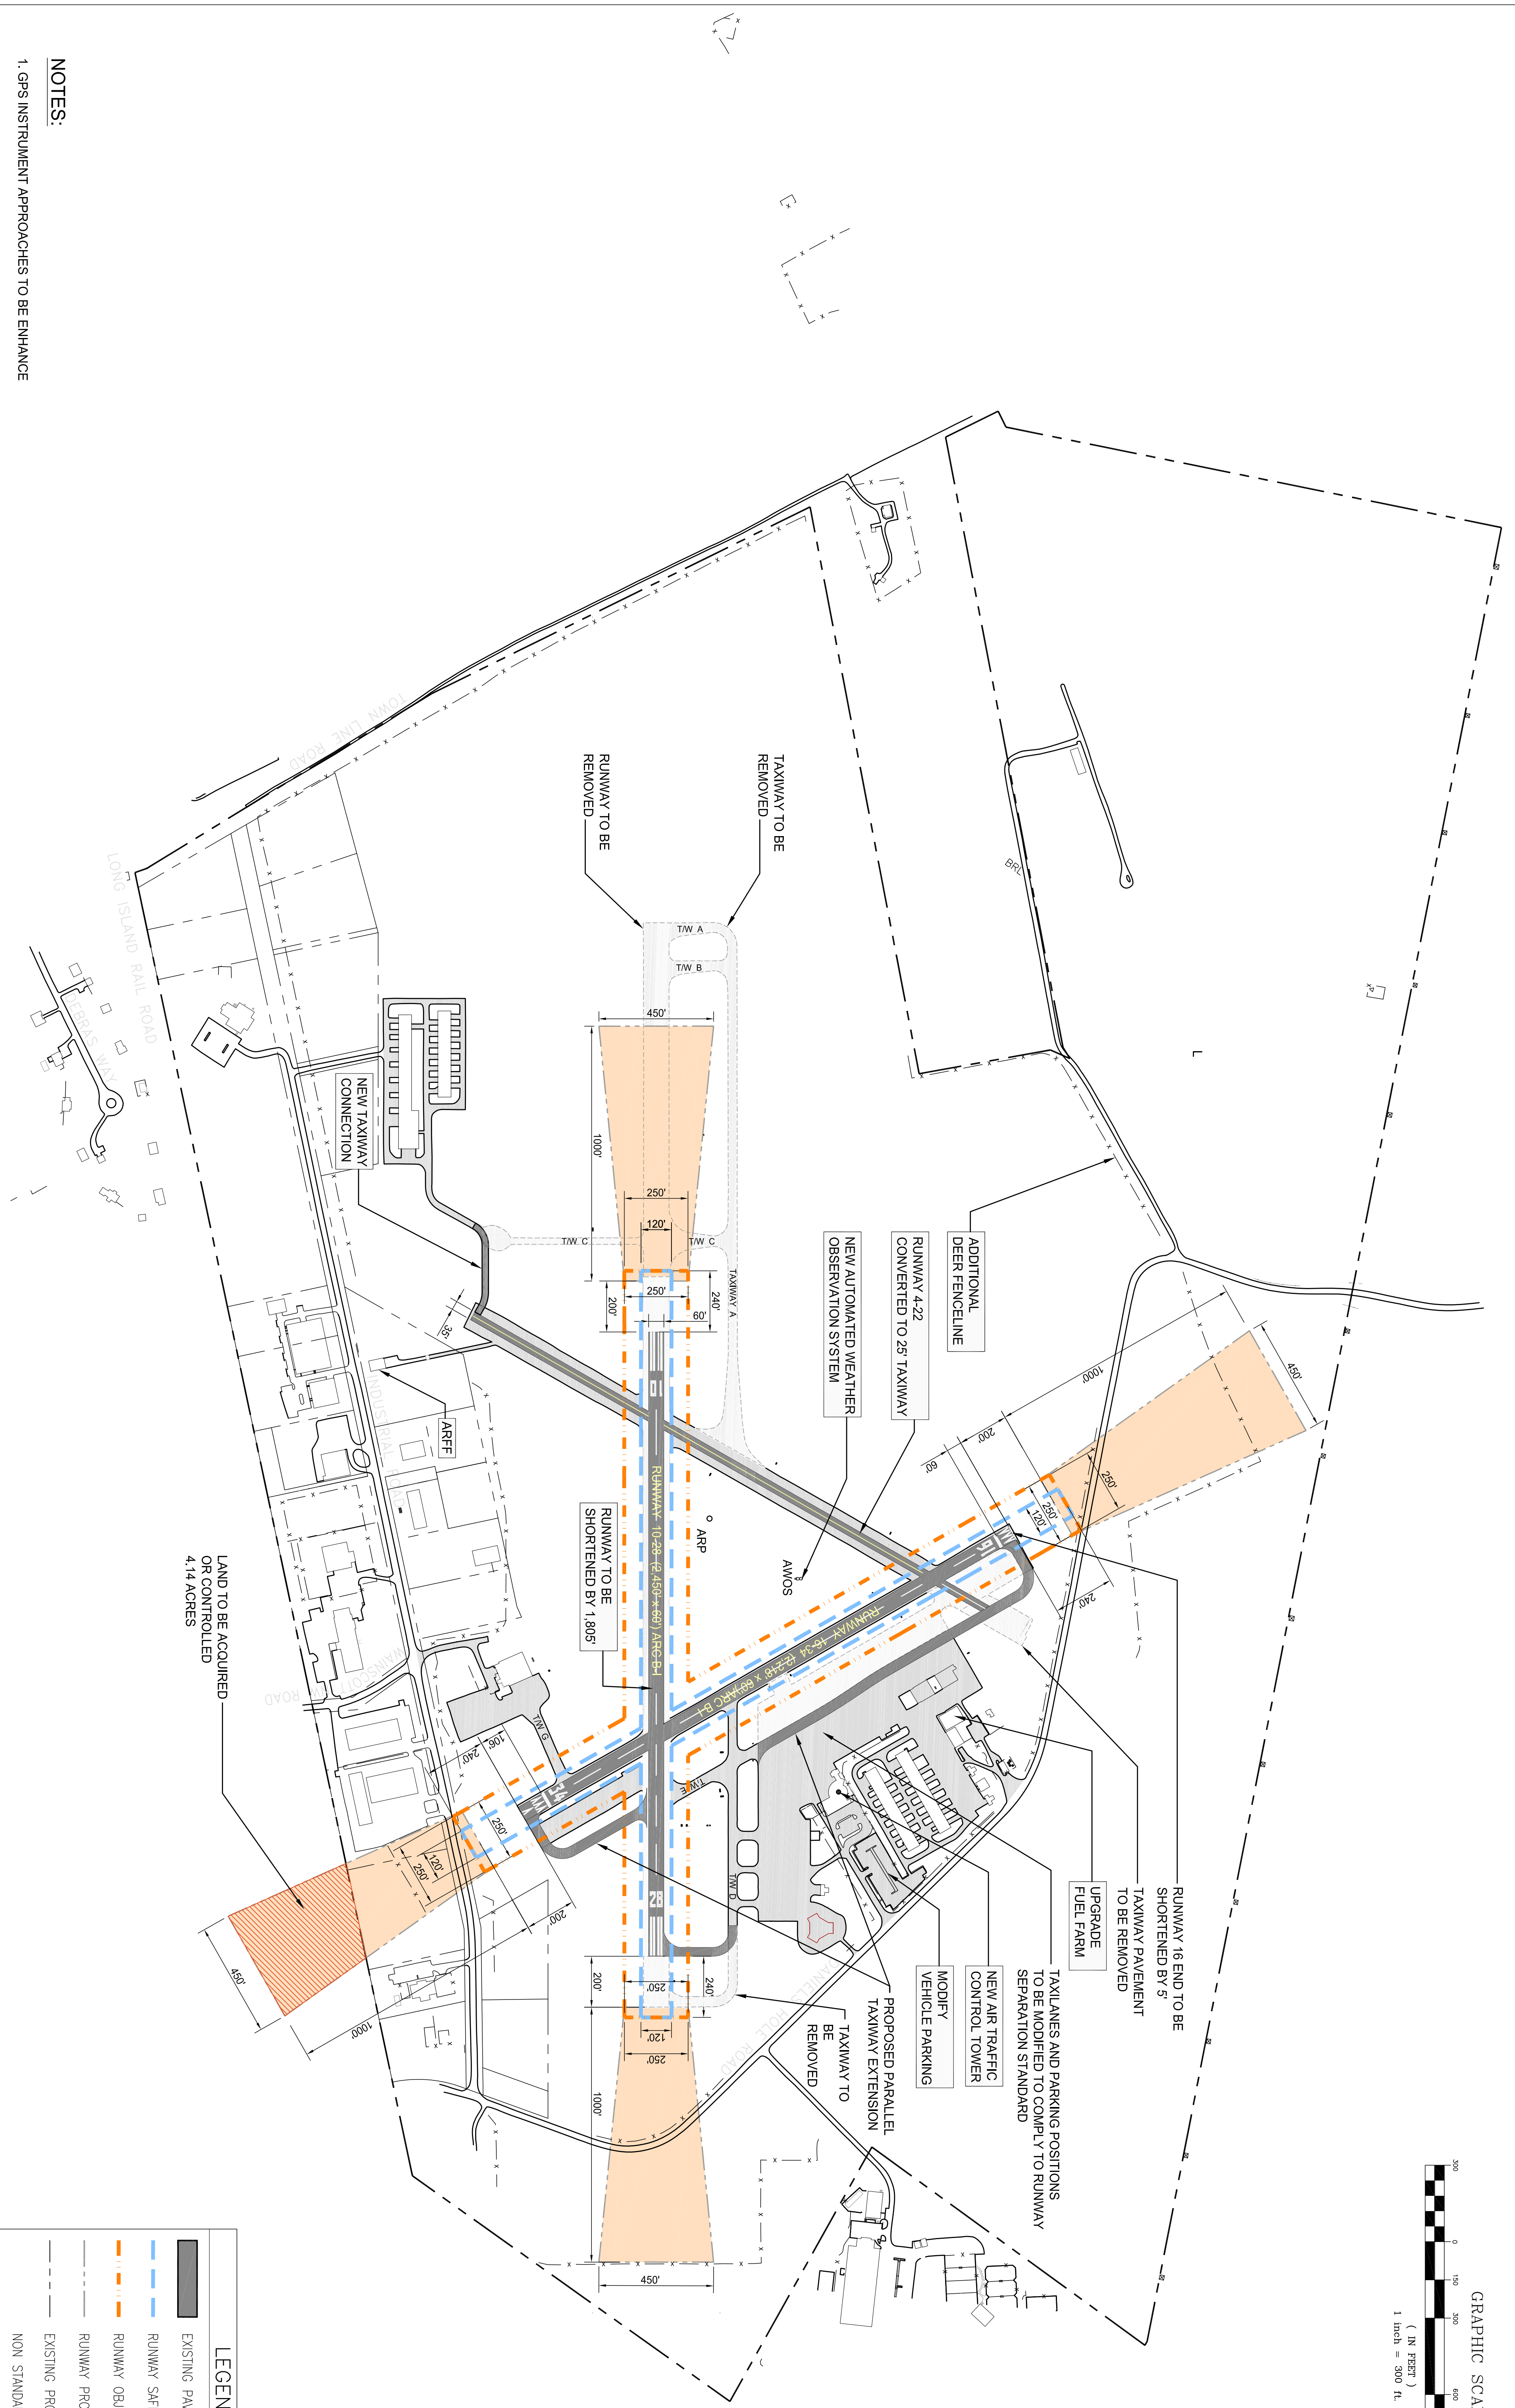 NOTES:
1. GPS INSTRUMENT APPROACHES TO BE ENHANCE
GRAPHIC SCA
300
0
150
300
600
( IN FEET )
1 inch = 300 ft.
BRL
TOWN LINE ROAD
LONG ISLAND RAIL ROAD
DEBRAS WAY
INDUSTRIAL
WAINSCOTT
ROAD
DANIELS HOLE ROAD
TAXIWAY TO BE
REMOVED
RUNWAY TO BE
REMOVED
T/W A
T/W B
T/W C
T/W C
TAXIWAY A
450'
1000'
250'
120'
250'
200'
240'
60'
35'
NEW TAXIWAY
CONNECTION
ARFF
ADDITIONAL
DEER FENCELINE
RUNWAY 4-22
CONVERTED TO 25' TAXIWAY
NEW AUTOMATED WEATHER
OBSERVATION SYSTEM
450'
1000'
200'
60'
250'
250'
120'
240'
16
RUNWAY 16-34 (2,218' x 60') ARC B-I
10
RUNWAY 10-28 (2,450' x 60') ARC B-I
28
34
ARP
AWOS
RUNWAY TO BE
SHORTENED BY 1,805'
T/W G
T/W E
T/W D
LAND TO BE ACQUIRED
OR CONTROLLED
4.14 ACRES
106'
240'
250'
120'
250'
200'
1000'
450'
200'
240'
250'
120'
250'
1000'
450'
RUNWAY 16 END TO BE
SHORTENED BY 5'
TAXIWAY PAVEMENT
TO BE REMOVED
UPGRADE
FUEL FARM
TAXILANES AND PARKING POSITIONS
TO BE MODIFIED TO COMPLY TO RUNWAY
SEPARATION STANDARD
NEW AIR TRAFFIC
CONTROL TOWER
MODIFY
VEHICLE PARKING
PROPOSED PARALLEL
TAXIWAY EXTENSION
TAXIWAY TO
BE
REMOVED
LEGEN
EXISTING PAV
RUNWAY SAF
RUNWAY OBJ
RUNWAY PRO
EXISTING PRO
NON STANDA